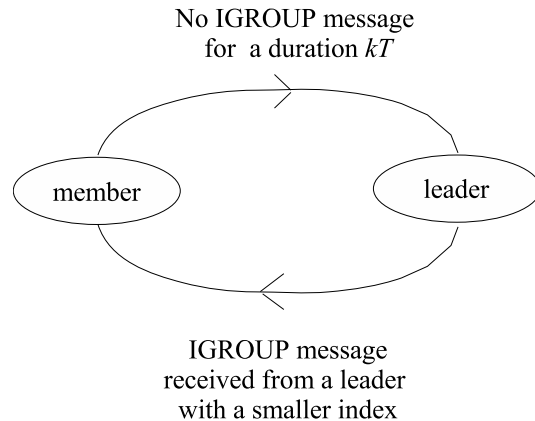 No IGROUP message
for a duration kT
member
leader
IGROUP message
received from a leader
with a smaller index